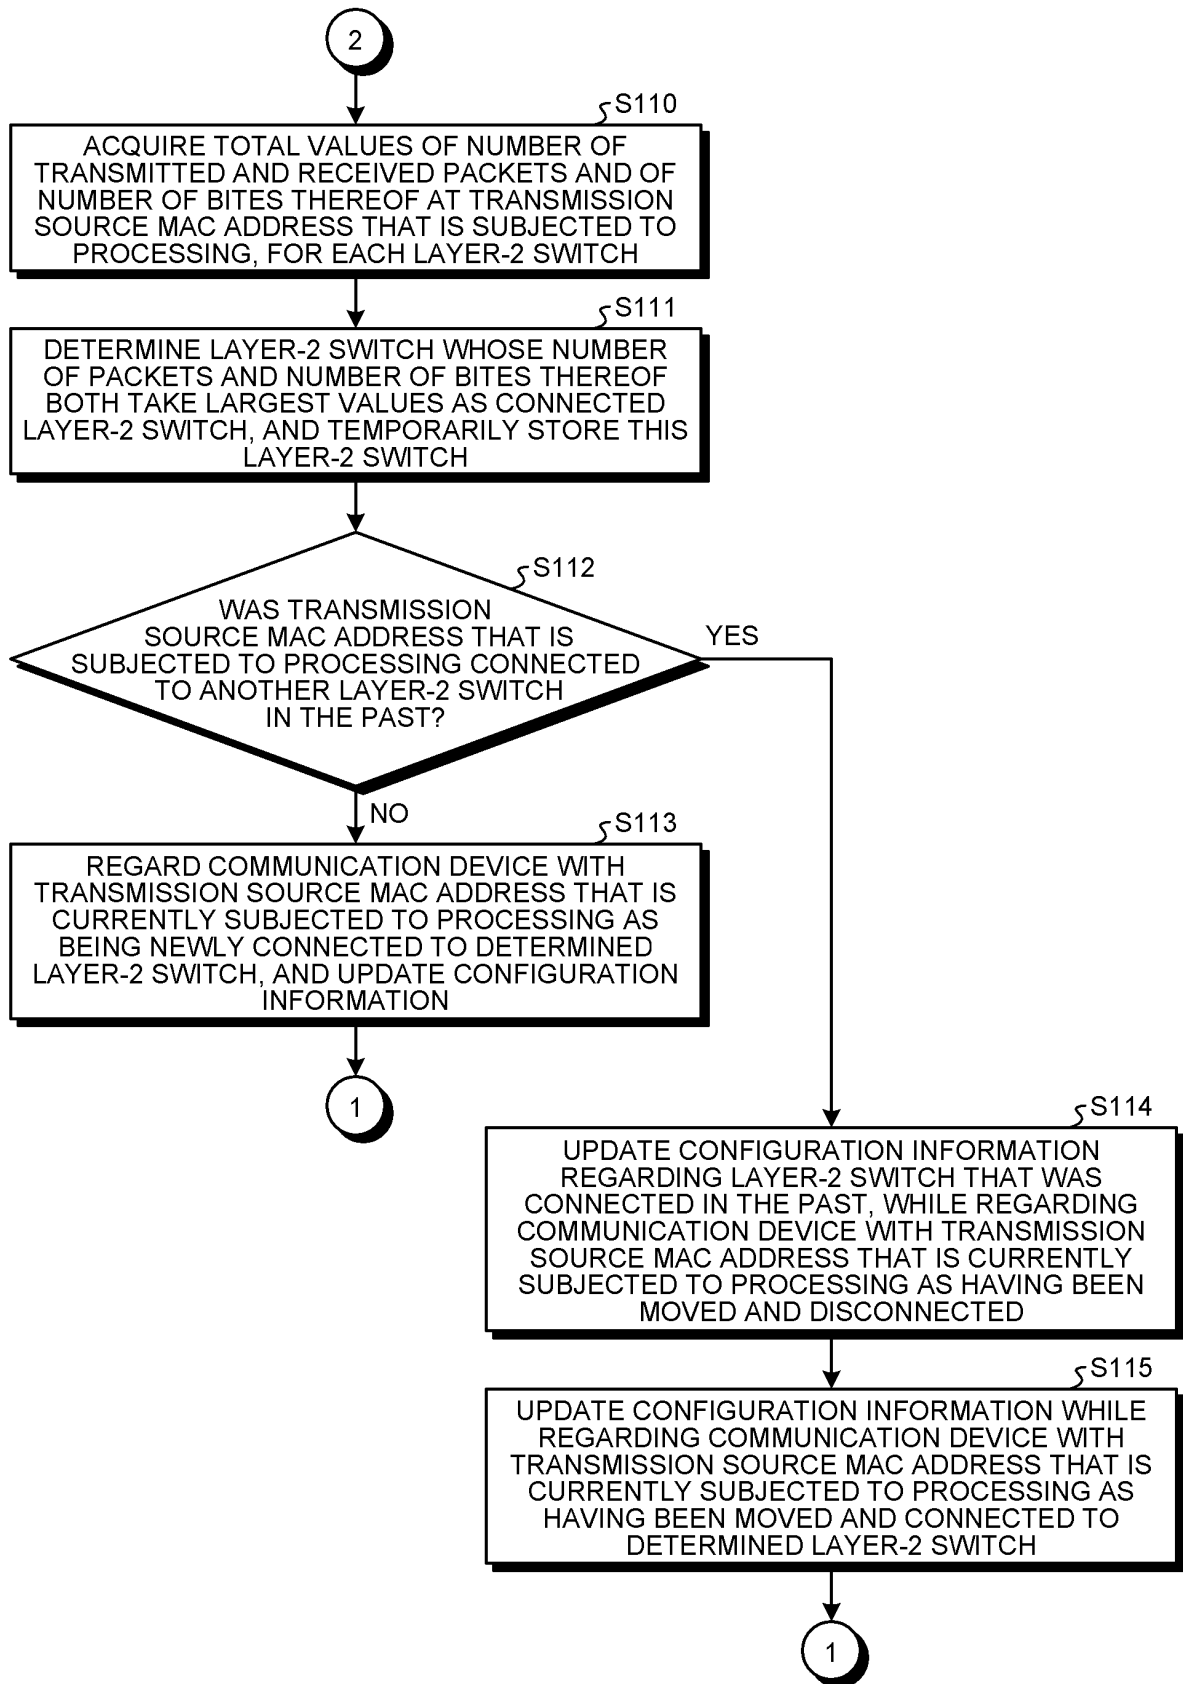 2
S110
ACQUIRE TOTAL VALUES OF NUMBER OF
TRANSMITTED AND RECEIVED PACKETS AND OF
NUMBER OF BITES THEREOF AT TRANSMISSION
SOURCE MAC ADDRESS THAT IS SUBJECTED TO
PROCESSING, FOR EACH LAYER-2 SWITCH
S111
DETERMINE LAYER-2 SWITCH WHOSE NUMBER
OF PACKETS AND NUMBER OF BITES THEREOF
BOTH TAKE LARGEST VALUES AS CONNECTED
LAYER-2 SWITCH, AND TEMPORARILY STORE THIS
LAYER-2 SWITCH
S112
WAS TRANSMISSION
SOURCE MAC ADDRESS THAT IS
SUBJECTED TO PROCESSING CONNECTED
TO ANOTHER LAYER-2 SWITCH
IN THE PAST?
YES
NO
S113
REGARD COMMUNICATION DEVICE WITH
TRANSMISSION SOURCE MAC ADDRESS THAT IS
CURRENTLY SUBJECTED TO PROCESSING AS
BEING NEWLY CONNECTED TO DETERMINED
LAYER-2 SWITCH, AND UPDATE CONFIGURATION
INFORMATION
1
S114
UPDATE CONFIGURATION INFORMATION
REGARDING LAYER-2 SWITCH THAT WAS
CONNECTED IN THE PAST, WHILE REGARDING
COMMUNICATION DEVICE WITH TRANSMISSION
SOURCE MAC ADDRESS THAT IS CURRENTLY
SUBJECTED TO PROCESSING AS HAVING BEEN
MOVED AND DISCONNECTED
S115
UPDATE CONFIGURATION INFORMATION WHILE
REGARDING COMMUNICATION DEVICE WITH
TRANSMISSION SOURCE MAC ADDRESS THAT IS
CURRENTLY SUBJECTED TO PROCESSING AS
HAVING BEEN MOVED AND CONNECTED TO
DETERMINED LAYER-2 SWITCH
1